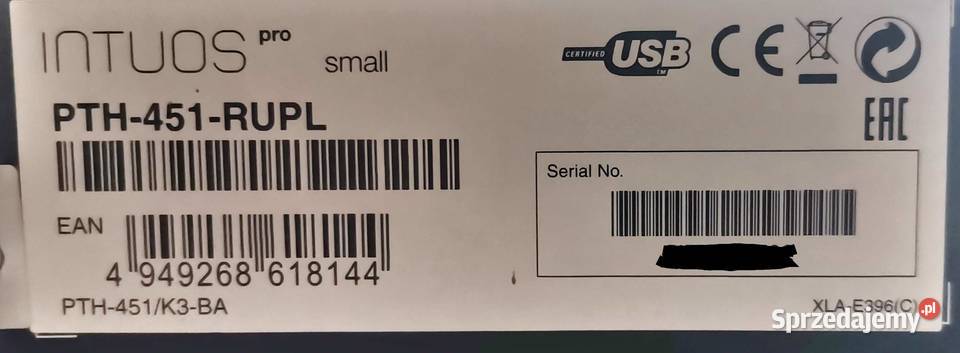 INTUOS pro small
CERTIFIED USB TM
CE
PTH-451-RUPL
EAC
Serial No.
EAN
4 949268 618144
PTH-451/K3-BA
XLA-E396(C)
Sprzedajemy.pl